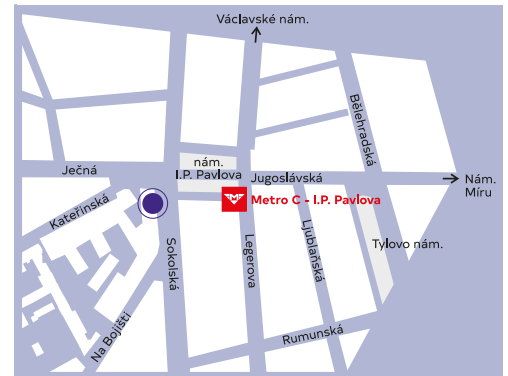 Václavské nám.
Bělehradská
nám.
I.P. Pavlova
Ječná
Jugoslávská
Nám.
Míru
Metro C - I.P. Pavlova
Kateřinská
Sokolská
Legerova
Ljublaňská
Tylovo nám.
Na Bojišti
Rumunská